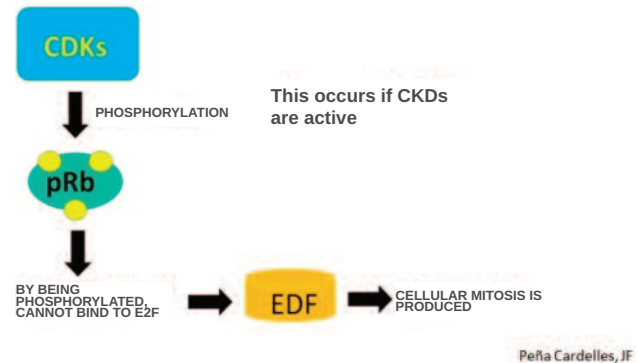 CDKs
PHOSPHORYLATION
This occurs if CKDs
are active
pRb
BY BEING
PHOSPHORYLATED,
CANNOT BIND TO E2F
EDF
CELLULAR MITOSIS IS
PRODUCED
Peña Cardelles, JF